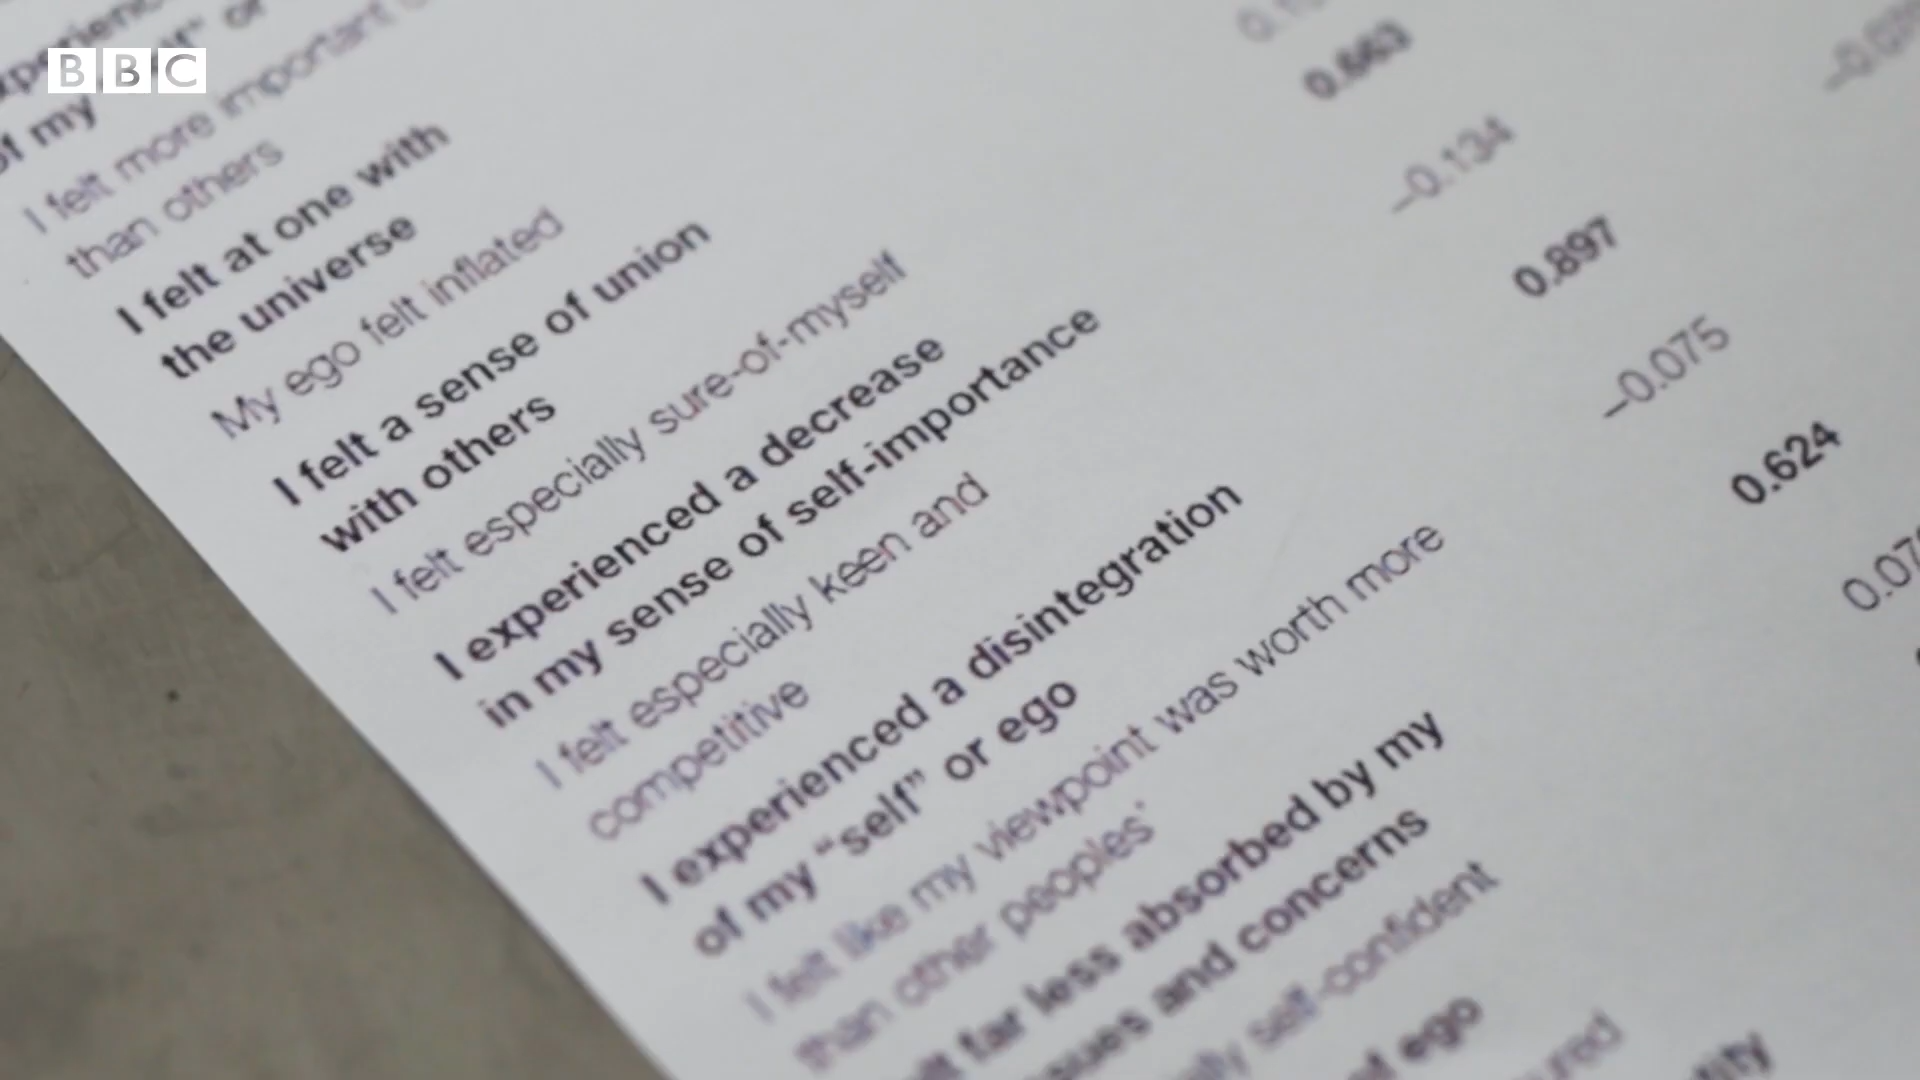 BBC
of my
I felt more important
than others
I felt at one with
the universe
My ego felt inflated
I felt a sense of union
with others
I felt especially sure-of-myself
I experienced a decrease
in my sense of self-importance
I felt especially keen and
competitive
I experienced a disintegration
of my “self” or ego
I felt like my viewpoint was worth more
than other peoples’
far less absorbed by my
and concerns
self-confident
ego
0.663
–0.134
0.897
–0.075
0.624